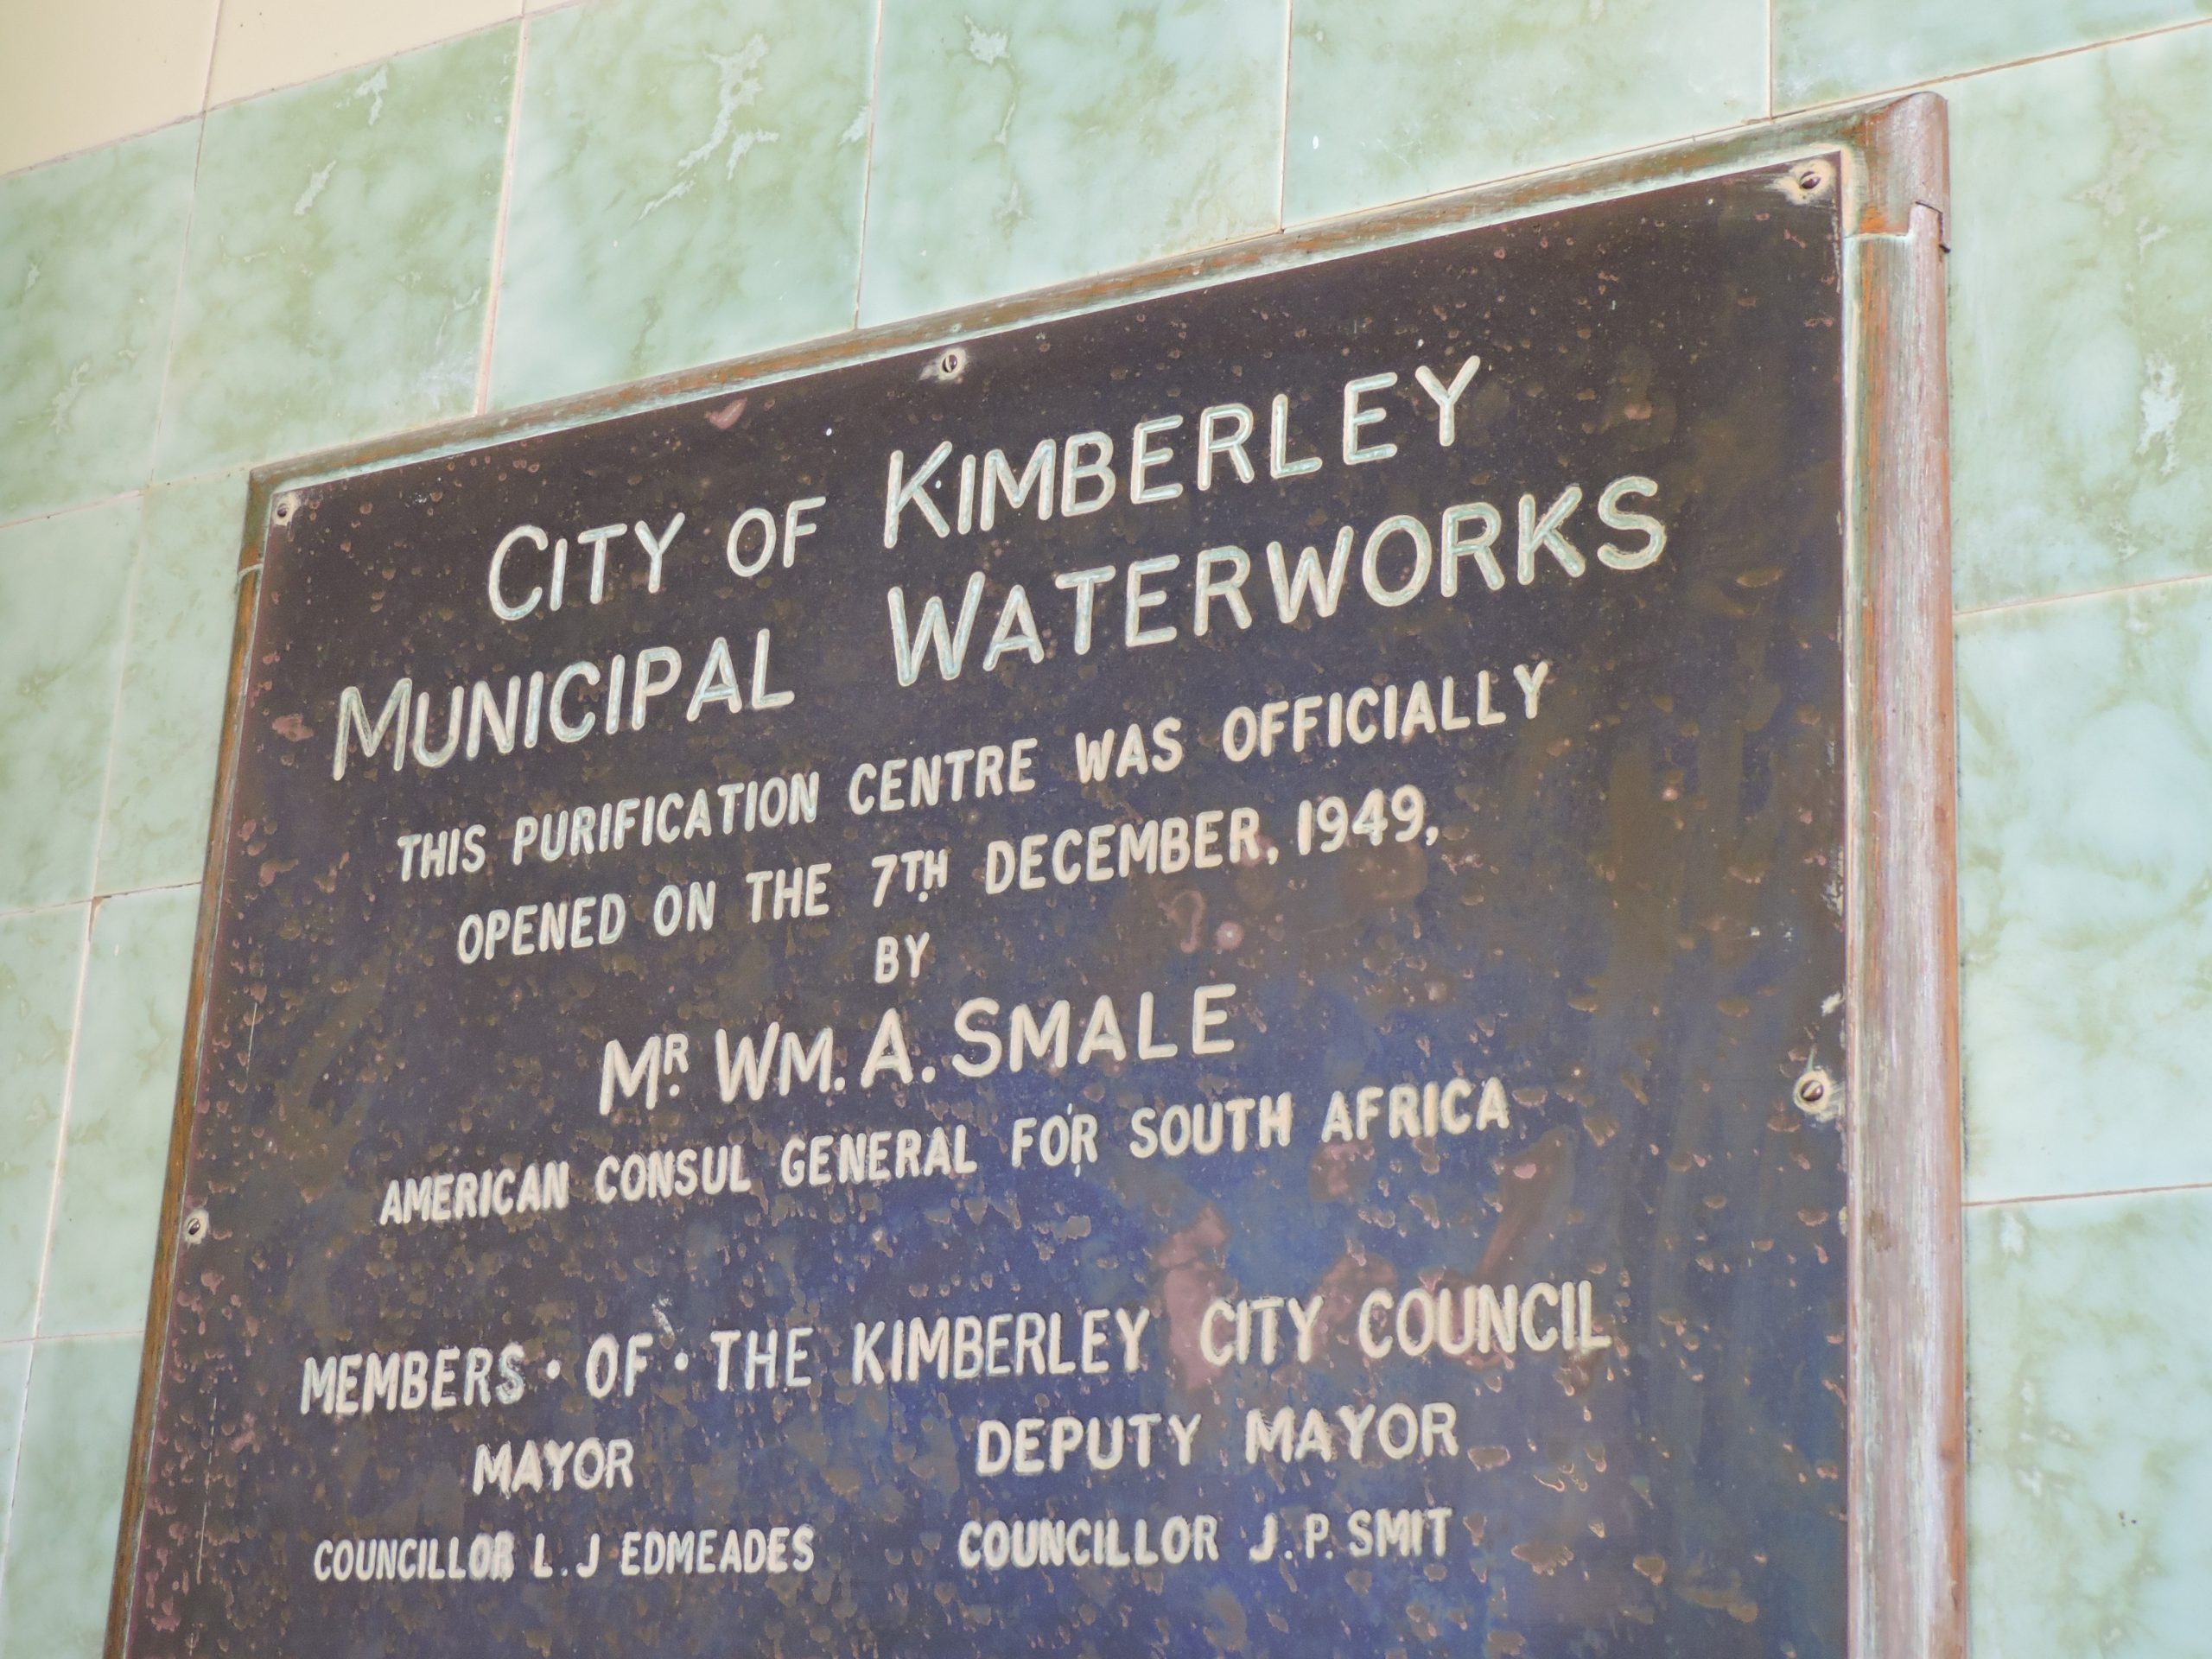 CITY OF KIMBERLEY
MUNICIPAL WATERWORKS
THIS PURIFICATION CENTRE WAS OFFICIALLY
OPENED ON THE 7TH. DECEMBER, 1949,
BY
MR. WM. A. SMALE
AMERICAN CONSUL GENERAL FOR SOUTH AFRICA
MEMBERS · OF · THE KIMBERLEY CITY COUNCIL
MAYOR DEPUTY MAYOR
COUNCILLOR L. J EDMEADES COUNCILLOR J. P. SMIT